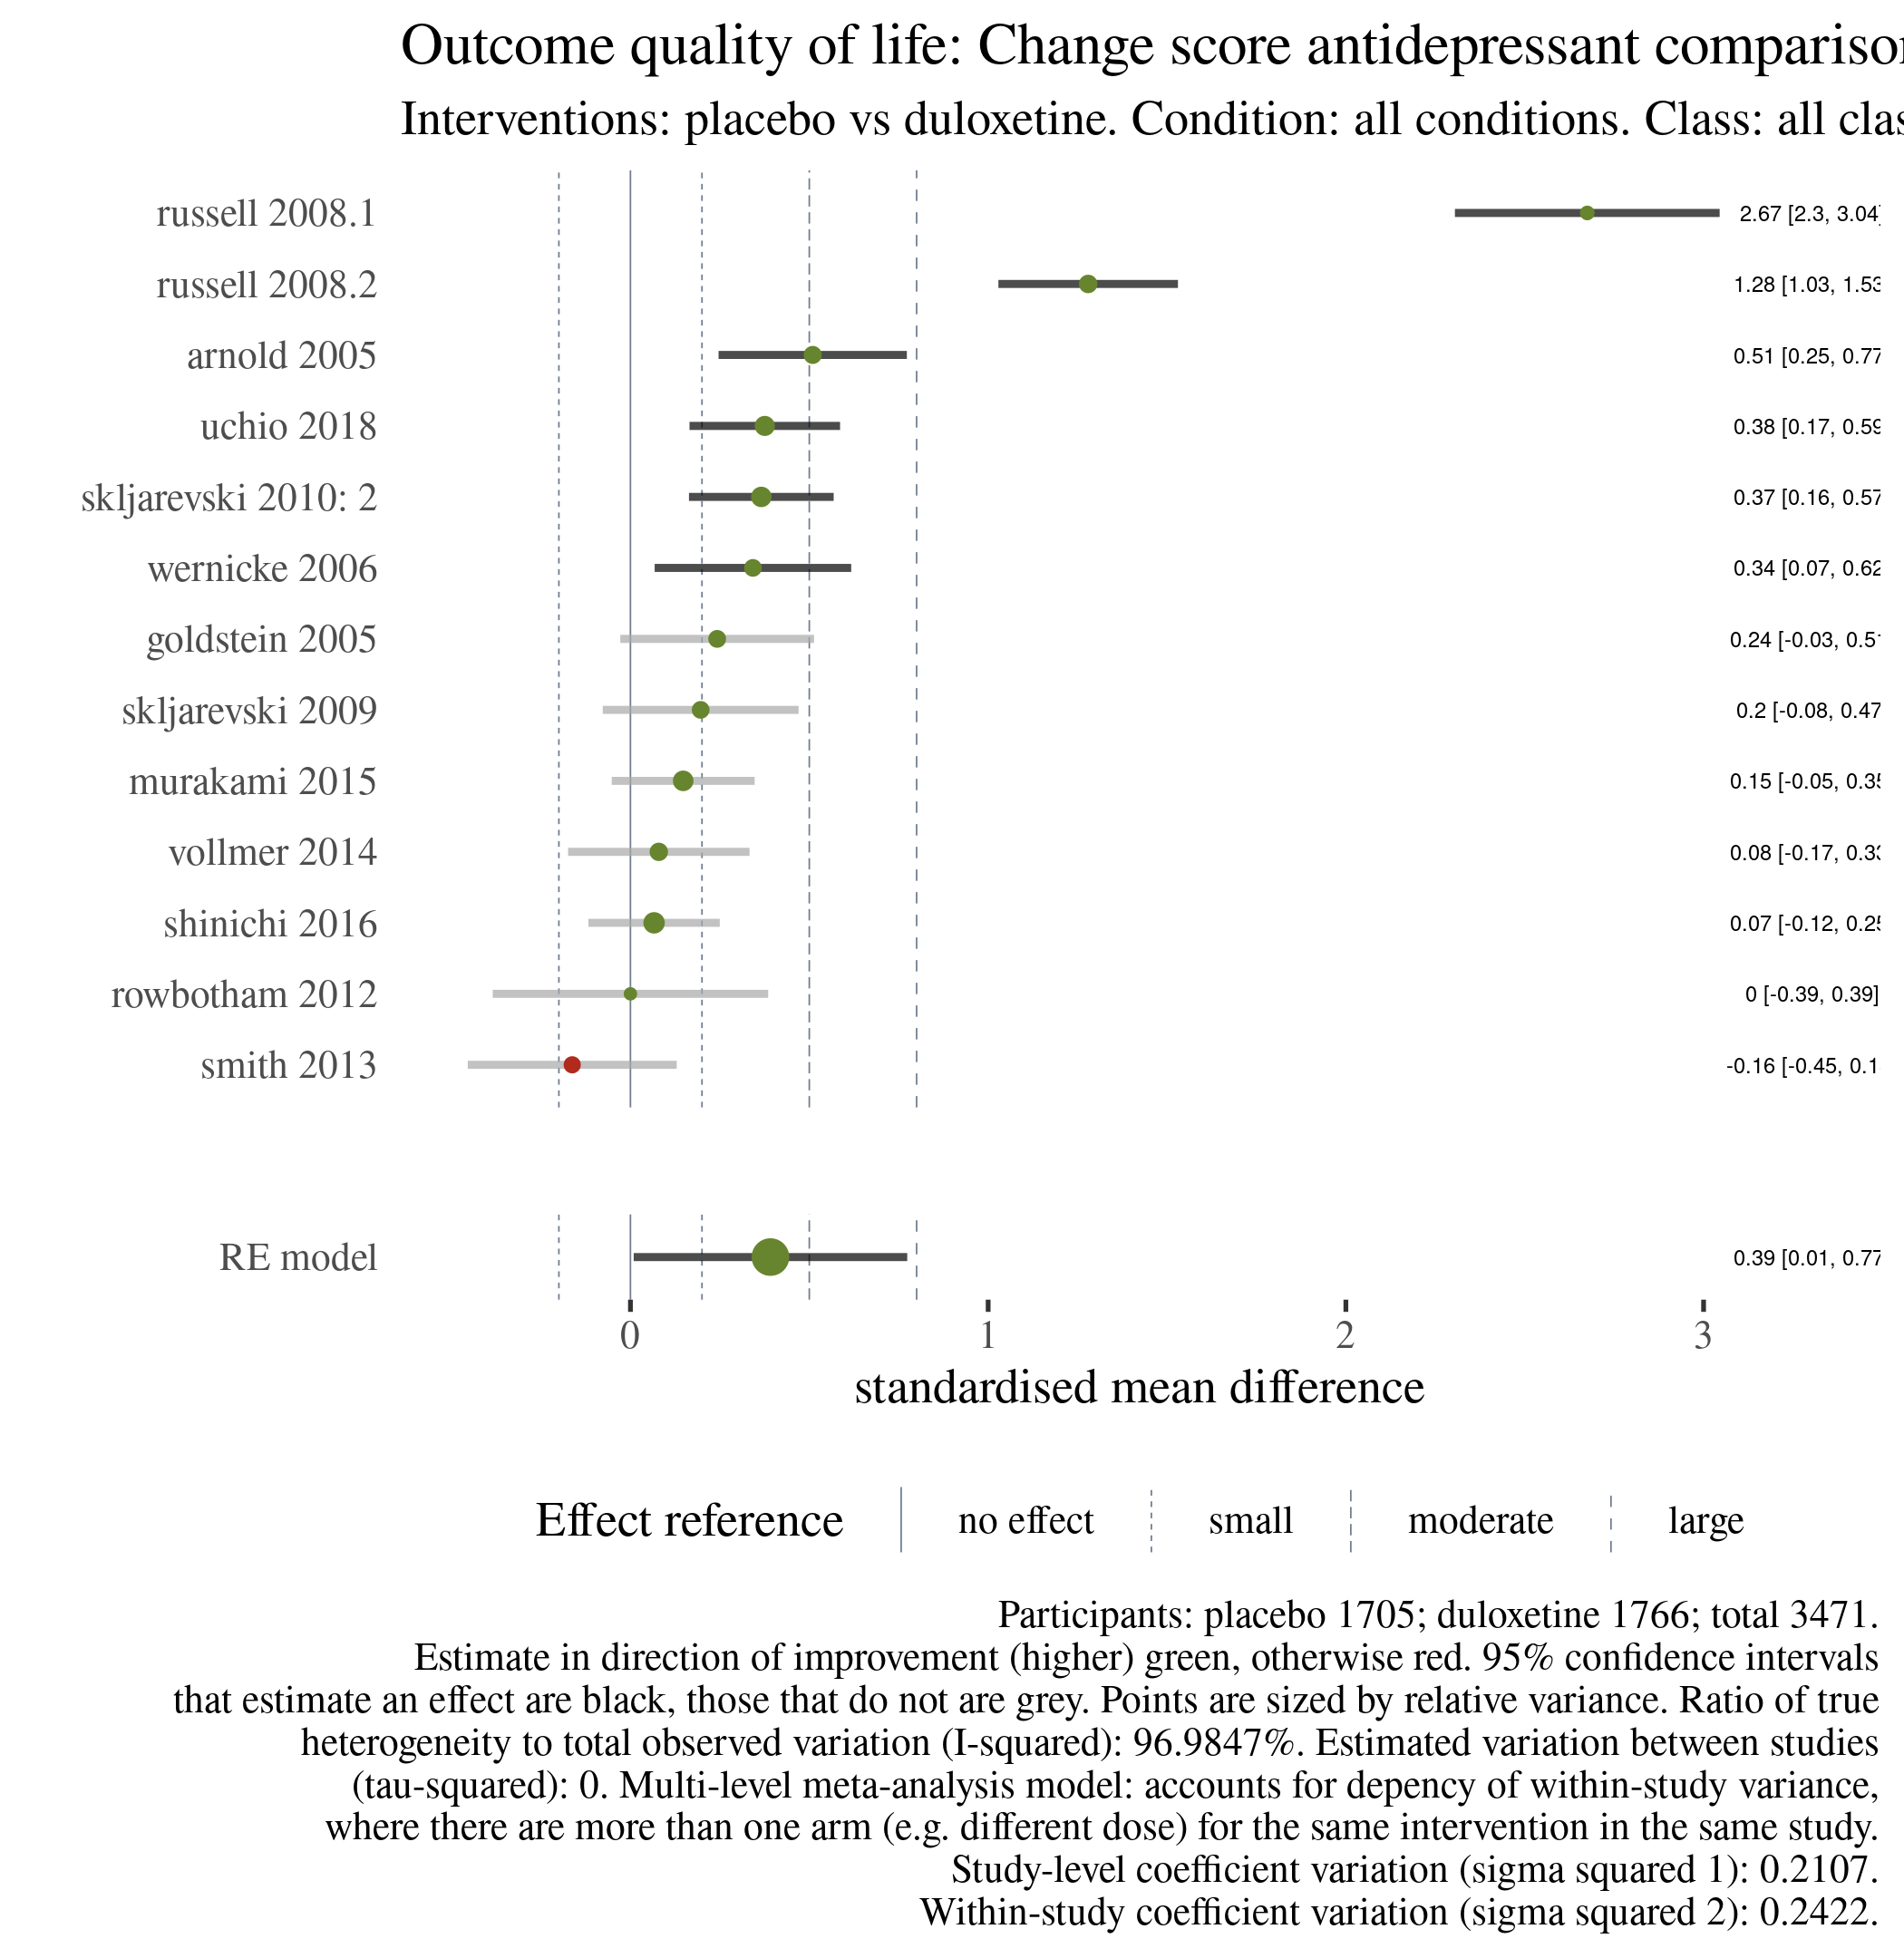 Outcome quality of life: Change score antidepressant comparison
Interventions: placebo vs duloxetine. Condition: all conditions. Class: all clas
russell 2008.1 2.67 [2.3, 3.04]
russell 2008.2 1.28 [1.03, 1.53
arnold 2005 0.51 [0.25, 0.77
uchio 2018 0.38 [0.17, 0.59
skljarevski 2010: 2 0.37 [0.16, 0.57
wernicke 2006 0.34 [0.07, 0.62
goldstein 2005 0.24 [-0.03, 0.51
skljarevski 2009 0.2 [-0.08, 0.47
murakami 2015 0.15 [-0.05, 0.35
vollmer 2014 0.08 [-0.17, 0.33
shinichi 2016 0.07 [-0.12, 0.25
rowbotham 2012 0 [-0.39, 0.39]
smith 2013 -0.16 [-0.45, 0.1
RE model 0.39 [0.01, 0.77
0 1 2 3
standardised mean difference
Effect reference no effect small moderate large
Participants: placebo 1705; duloxetine 1766; total 3471.
Estimate in direction of improvement (higher) green, otherwise red. 95% confidence intervals
that estimate an effect are black, those that do not are grey. Points are sized by relative variance. Ratio of true
heterogeneity to total observed variation (I-squared): 96.9847%. Estimated variation between studies
(tau-squared): 0. Multi-level meta-analysis model: accounts for depency of within-study variance,
where there are more than one arm (e.g. different dose) for the same intervention in the same study.
Study-level coefficient variation (sigma squared 1): 0.2107.
Within-study coefficient variation (sigma squared 2): 0.2422.